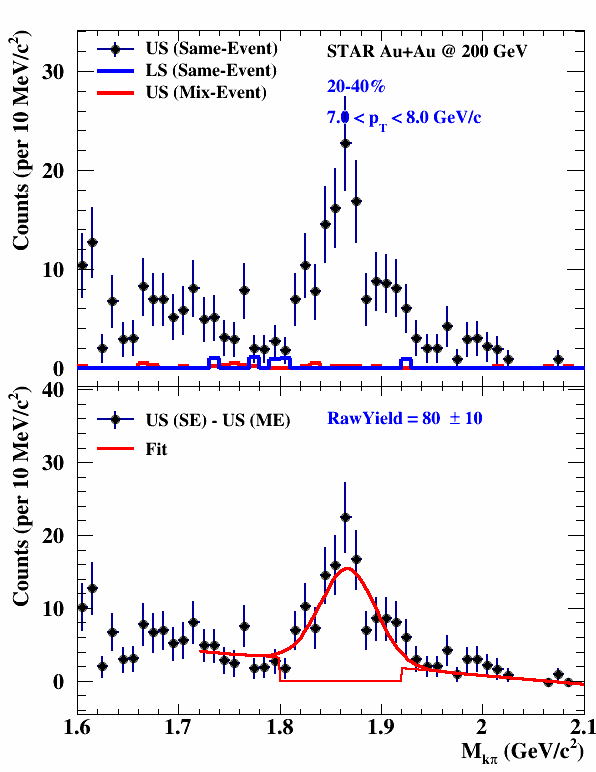 US (Same-Event)
LS (Same-Event)
US (Mix-Event)
STAR Au+Au @ 200 GeV
20-40%
7.0 < pT < 8.0 GeV/c
Counts (per 10 MeV/c²)
30
20
10
0
US (SE) - US (ME)
Fit
RawYield = 80 ± 10
Counts (per 10 MeV/c²)
40
30
20
10
0
1.6 1.7 1.8 1.9 2 2.1
Mkπ (GeV/c²)